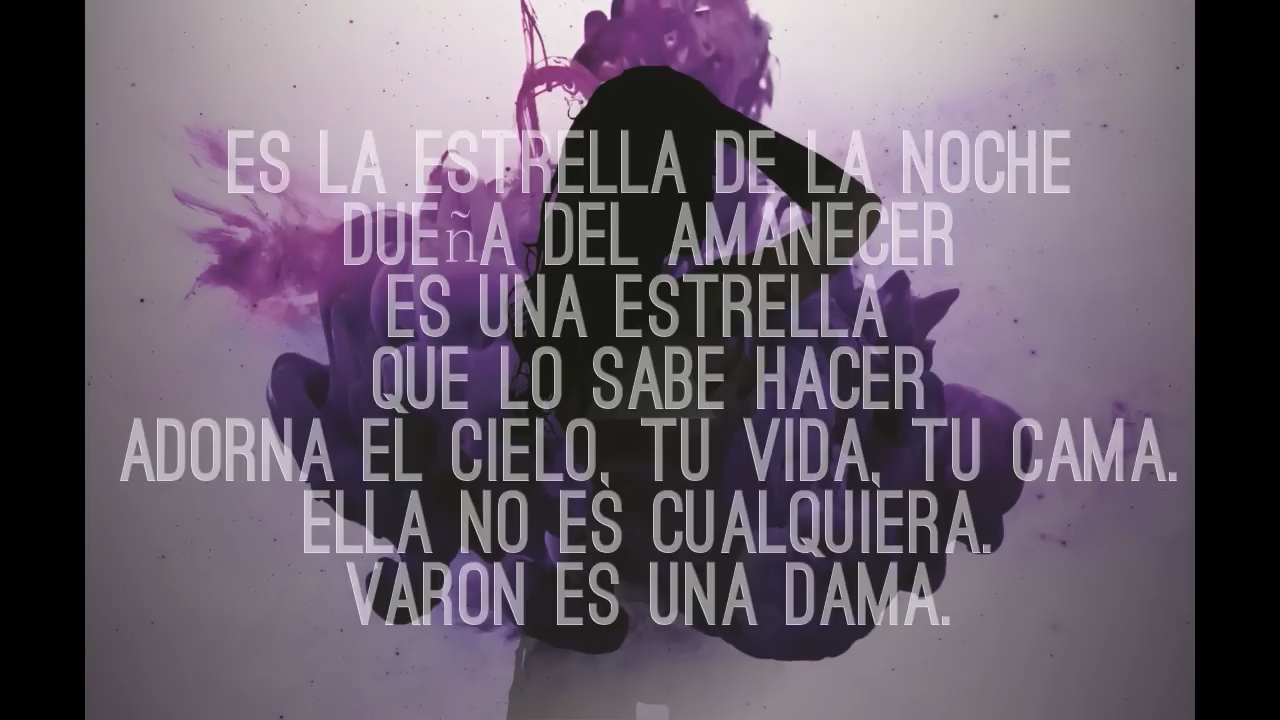 ES LA ESTRELLA DE LA NOCHE
DUEñA DEL AMANECER
ES UNA ESTRELLA
QUE LO SABE HACER
ADORNA EL CIELO, TU VIDA, TU CAMA.
ELLA NO ES CUALQUIERA.
VARON ES UNA DAMA.